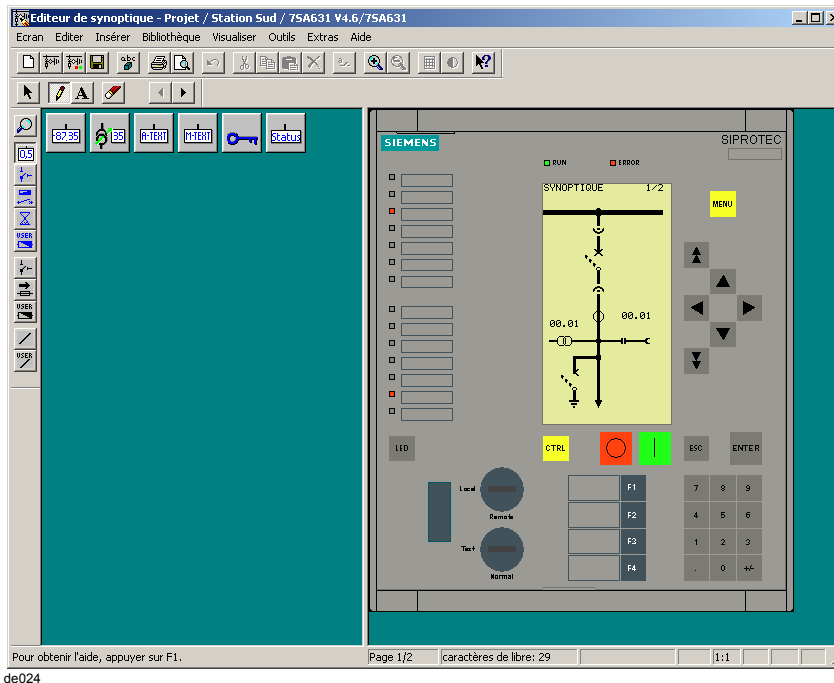 Editeur de synoptique - Projet / Station Sud / 7SA631 V4.6/7SA631
Ecran Editer Insérer Bibliothèque Visualiser Outils Extras Aide
abc
A
-87.35
35
A-TEXT
M-TEXT
Status
0,5
USER
USER
USER
SIEMENS
SIPROTEC
RUN
ERROR
SYNOPTIQUE 1/2
MENU
00.01
00.01
LED
CTRL
ESC
ENTER
Local
Remote
Test
Normal
F1
F2
F3
F4
7 8 9
4 5 6
1 2 3
. 0 +/-
Pour obtenir l'aide, appuyer sur F1.
Page 1/2
caractères de libre: 29
1:1
de024